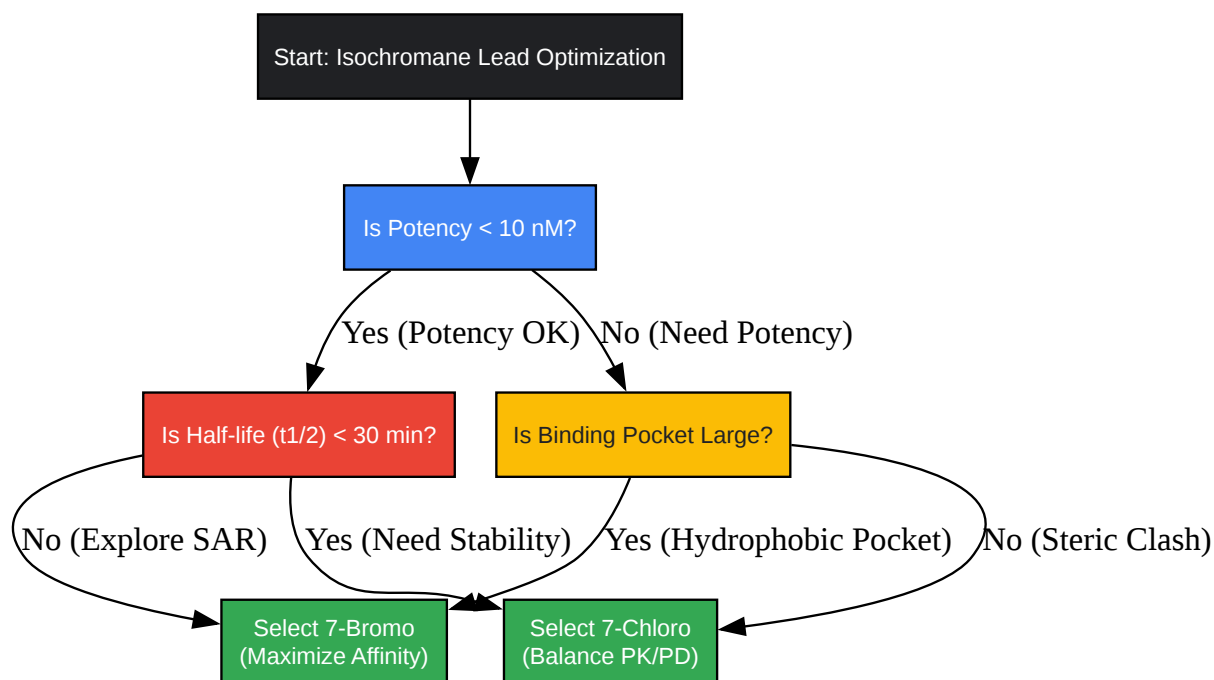 Start: Isochromane Lead Optimization
Is Potency < 10 nM?
Yes (Potency OK)
No (Need Potency)
Is Half-life (t1/2) < 30 min?
Is Binding Pocket Large?
No (Explore SAR)
Yes (Need Stability)
Yes (Hydrophobic Pocket)
No (Steric Clash)
Select 7-Bromo
(Maximize Affinity)
Select 7-Chloro
(Balance PK/PD)